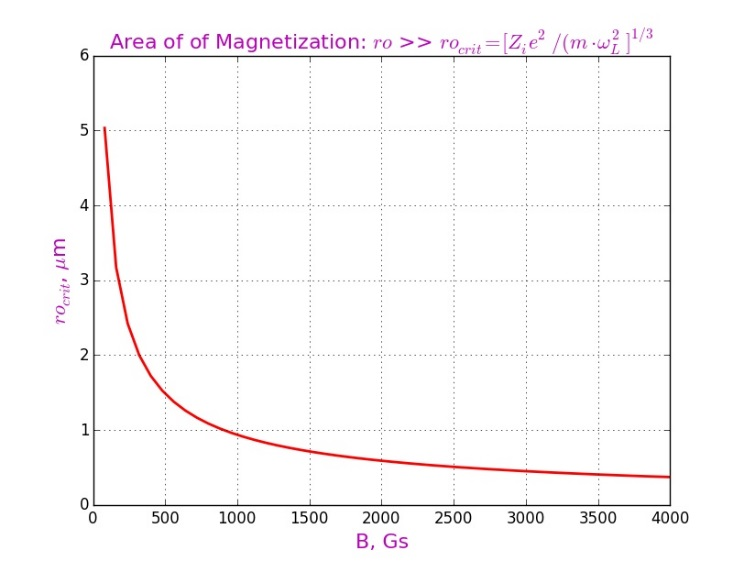 Area of of Magnetization: ro >> ro_crit=[Z_i e^2 /(m·ω_L^2 ]^1/3
6
5
4
3
2
1
0
ro_crit, μm
0 500 1000 1500 2000 2500 3000 3500 4000
B, Gs